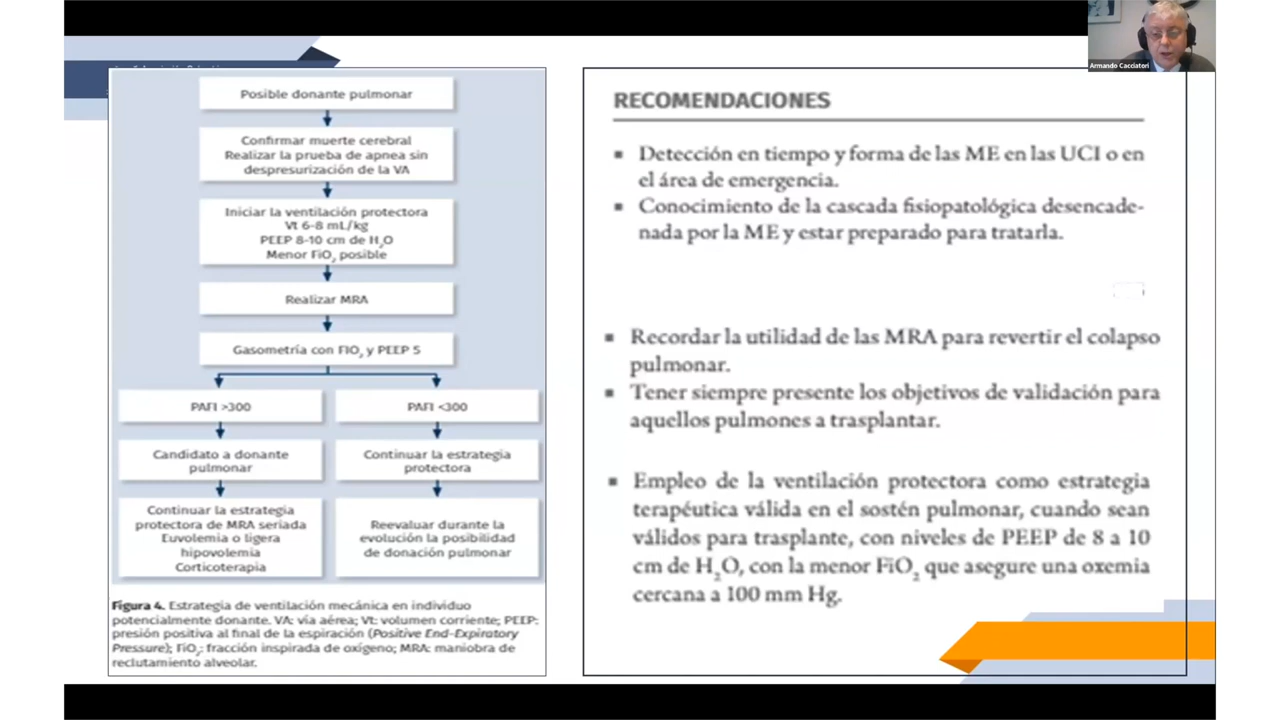 Armando Cacciatori
Posible donante pulmonar
Confirmar muerte cerebral
Realizar la prueba de apnea sin
despresurización de la VA
Iniciar la ventilación protectora
Vt 6-8 mL/kg
PEEP 8-10 cm de H₂O
Menor FiO₂ posible
Realizar MRA
Gasometría con FIO₂ y PEEP 5
PAFI >300
PAFI <300
Candidato a donante
pulmonar
Continuar la estrategia
protectora
Continuar la estrategia
protectora de MRA seriada
Euvolemia o ligera
hipovolemia
Corticoterapia
Reevaluar durante la
evolución la posibilidad
de donación pulmonar
Figura 4. Estrategia de ventilación mecánica en individuo
potencialmente donante. VA: vía aérea; Vt: volumen corriente; PEEP:
presión positiva al final de la espiración (Positive End-Expiratory
Pressure); FiO₂: fracción inspirada de oxígeno; MRA: maniobra de
reclutamiento alveolar.
RECOMENDACIONES
▪ Detección en tiempo y forma de las ME en las UCI o en
el área de emergencia.
▪ Conocimiento de la cascada fisiopatológica desencade-
nada por la ME y estar preparado para tratarla.
▪ Recordar la utilidad de las MRA para revertir el colapso
pulmonar.
▪ Tener siempre presente los objetivos de validación para
aquellos pulmones a trasplantar.
▪ Empleo de la ventilación protectora como estrategia
terapéutica válida en el sostén pulmonar, cuando sean
válidos para trasplante, con niveles de PEEP de 8 a 10
cm de H₂O, con la menor FiO₂ que asegure una oxemia
cercana a 100 mm Hg.